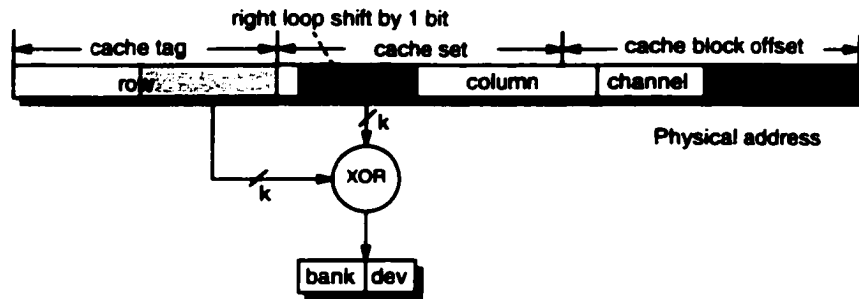 right loop shift by 1 bit
cache tag cache set cache block offset
row column channel
Physical address
k
k XOR
bank dev